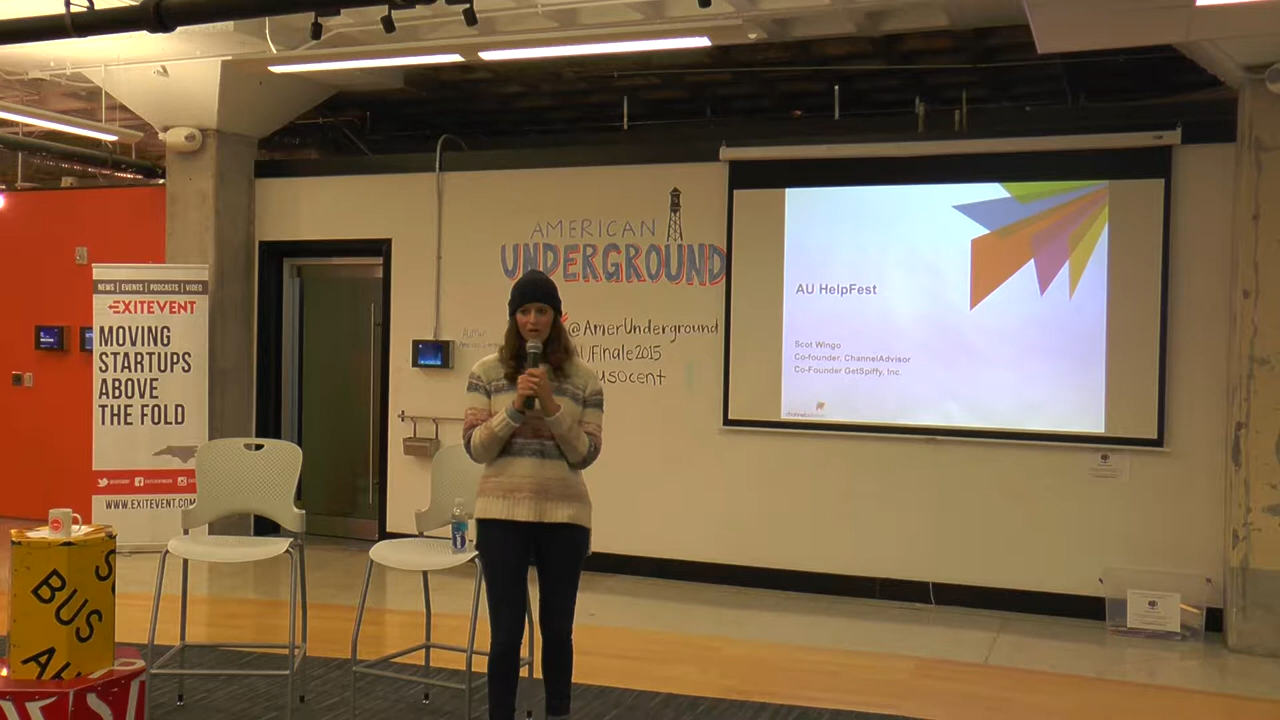 NEWS | EVENTS | PODCASTS | VIDEO
EXITEVENT
MOVING
STARTUPS
ABOVE
THE FOLD
WWW.EXITEVENT.COM
BUS
AMERICAN
UNDERGROUND
@AmerUnderground
AUFInale2015
AU HelpFest
Scot Wingo
Co-founder, ChannelAdvisor
Co-Founder GetSpiffy, Inc.